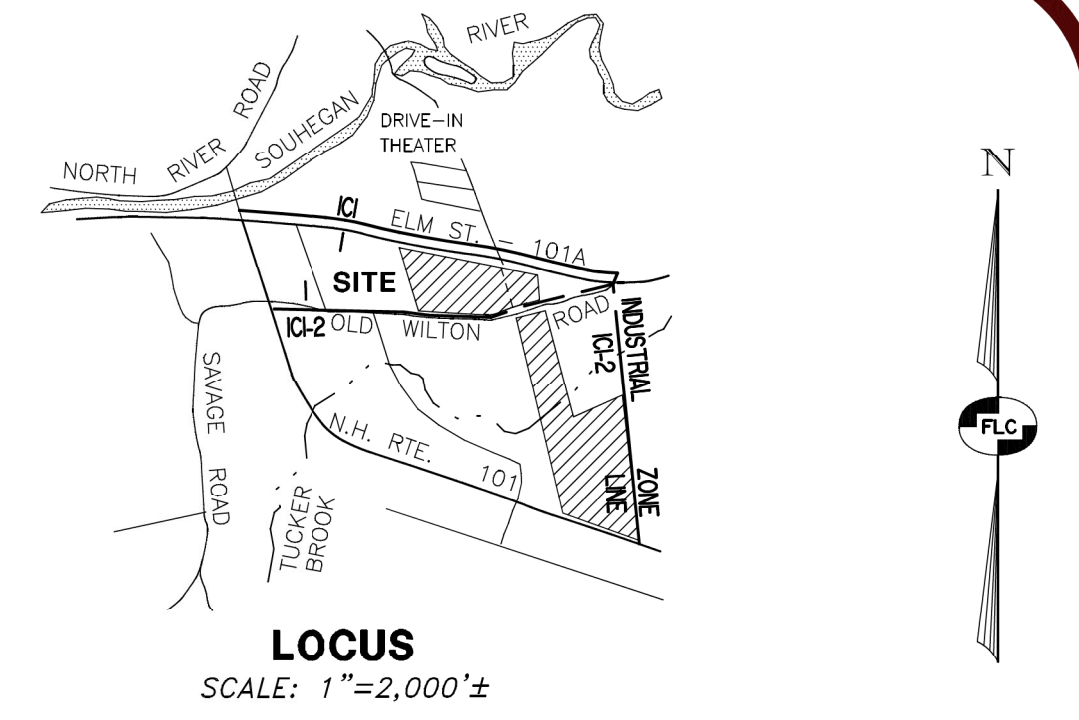 RIVER
NORTH RIVER ROAD
SOUHEGAN
DRIVE-IN
THEATER
N
ICI
I
ELM ST. - 101A
SITE
I
ICI-2
OLD WILTON ROAD
INDUSTRIAL
ICI-2
ZONE
LINE
SAVAGE ROAD
N.H. RTE. 101
TUCKER
BROOK
FLC
LOCUS
SCALE: 1"=2,000'±